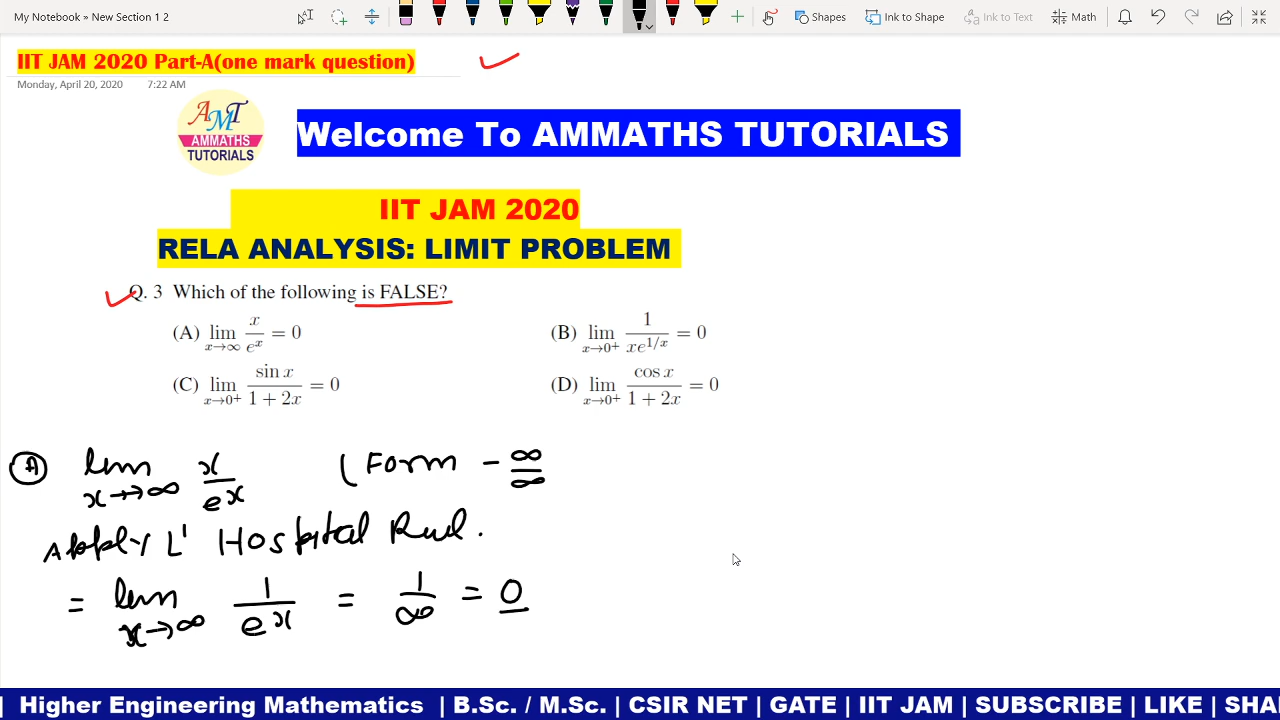 My Notebook » New Section 1 2
Shapes
Ink to Shape
Ink to Text
Math
IIT JAM 2020 Part-A(one mark question)
Monday, April 20, 2020 7:22 AM
AMT
AMMATHS
TUTORIALS
Welcome To AMMATHS TUTORIALS
IIT JAM 2020
RELA ANALYSIS: LIMIT PROBLEM
Q. 3 Which of the following is FALSE?
(A) lim x→∞ x/e^x = 0
(B) lim x→0+ 1/(xe^{1/x}) = 0
(C) lim x→0+ sin x/(1 + 2x) = 0
(D) lim x→0+ cos x/(1 + 2x) = 0
(A) lim x→∞ x/e^x (Form - ∞/∞
Apply L' Hospital Rul.
= lim x→∞ 1/e^x = 1/∞ = 0
| Higher Engineering Mathematics | B.Sc. / M.Sc. | CSIR NET | GATE | IIT JAM | SUBSCRIBE | LIKE | SHA